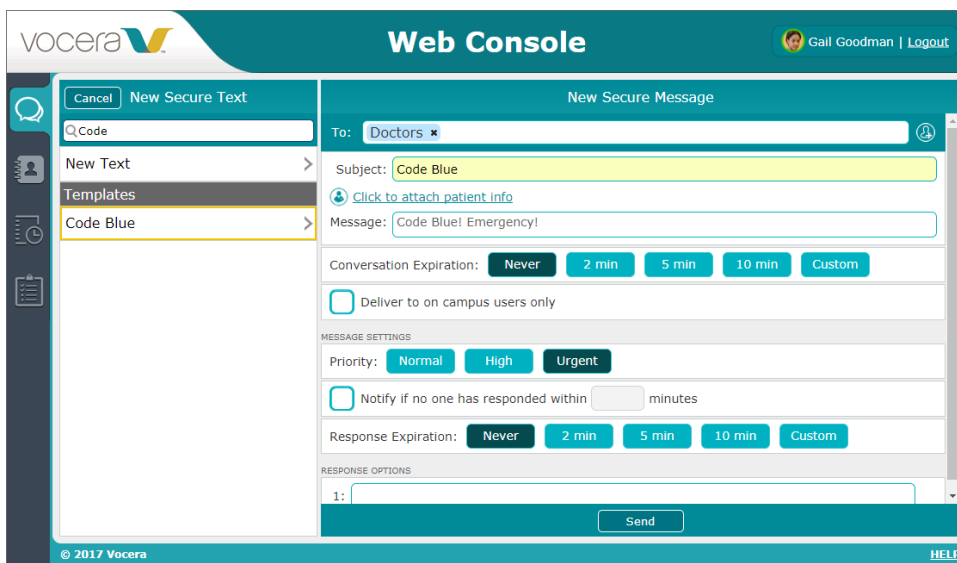 vocera
Web Console
Gail Goodman | Logout
Cancel New Secure Text
New Secure Message
Code
To: Doctors ×
New Text
Subject: Code Blue
Templates
Click to attach patient info
Code Blue
Message: Code Blue! Emergency!
Conversation Expiration: Never 2 min 5 min 10 min Custom
Deliver to on campus users only
MESSAGE SETTINGS
Priority: Normal High Urgent
Notify if no one has responded within minutes
Response Expiration: Never 2 min 5 min 10 min Custom
RESPONSE OPTIONS
1:
Send
© 2017 Vocera
HELP